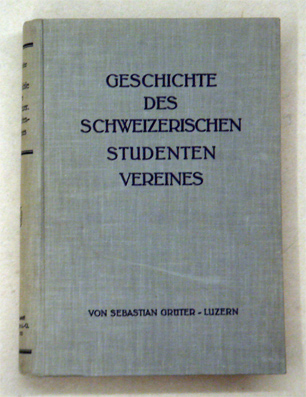 GESCHICHTE
DES
SCHWEIZERISCHEN
STUDENTEN
VEREINES
VON SEBASTIAN GRÜTER - LUZERN